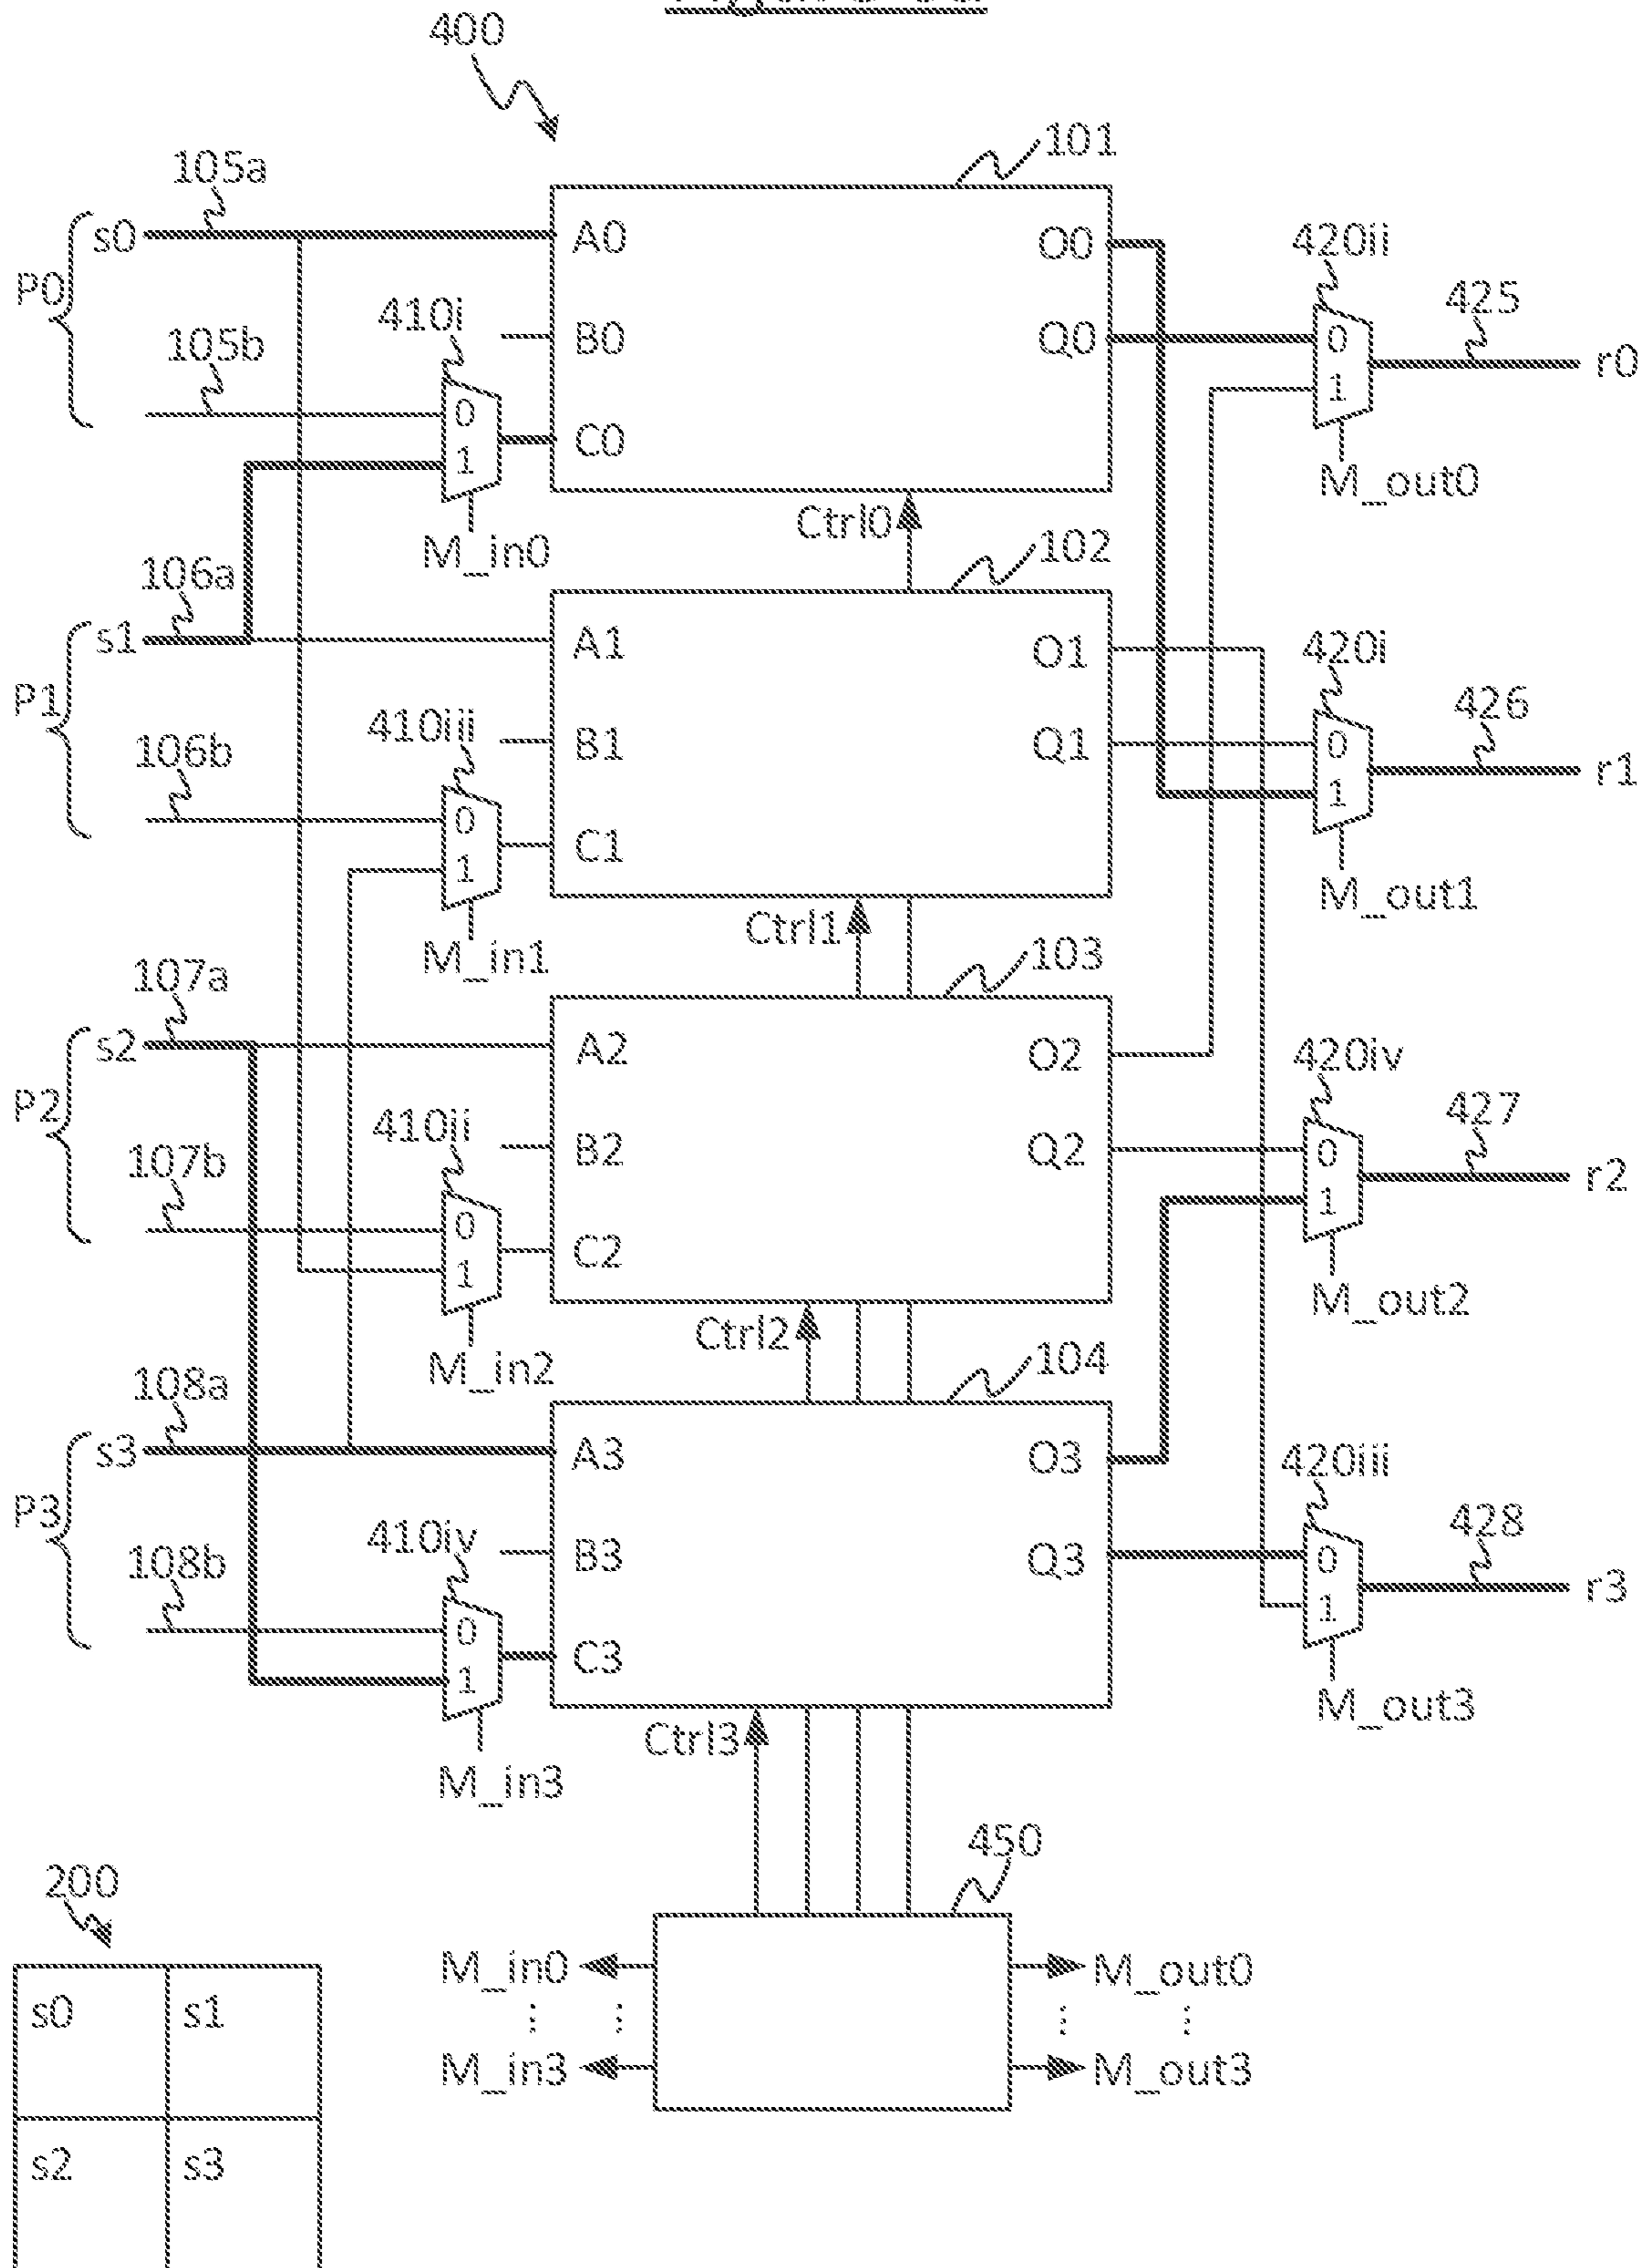 400
101
105a
s0
A0
O0
420ii
P0
410i
B0
Q0
0
425
r0
105b
0
1
C0
1
M_out0
Ctrl0
M_in0
102
106a
s1
A1
O1
420i
P1
410iii
B1
Q1
0
426
r1
106b
0
1
C1
1
M_out1
Ctrl1
M_in1
103
107a
s2
A2
O2
420iv
P2
410ii
B2
Q2
0
427
r2
107b
0
1
C2
1
M_out2
Ctrl2
M_in2
104
108a
s3
A3
O3
420iii
P3
410iv
B3
Q3
0
428
r3
108b
0
1
C3
1
M_out3
Ctrl3
M_in3
450
200
M_in0
M_out0
s0
s1
M_in3
M_out3
s2
s3